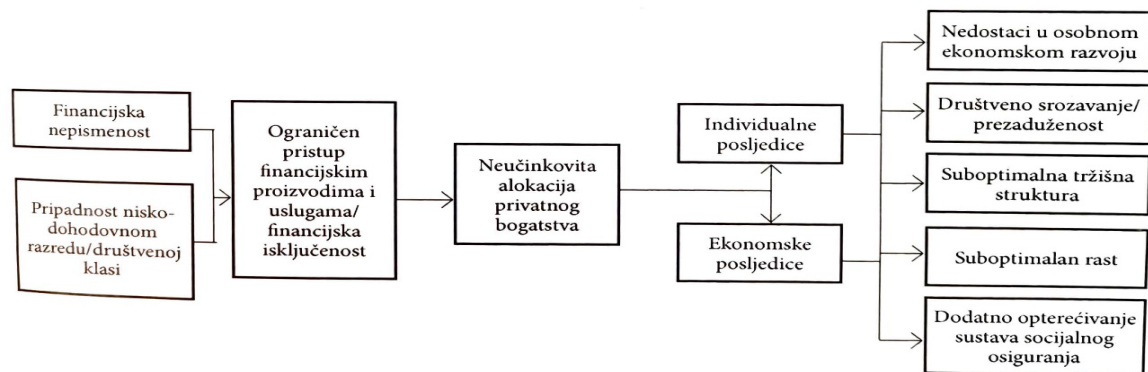 Financijska
nepismenost
Pripadnost nisko-
dohodovnom
razredu/društvenoj
klasi
Ograničen
pristup
financijskim
proizvodima i
uslugama/
financijska
isključenost
Neučinkovita
alokacija
privatnog
bogatstva
Individualne
posljedice
Ekonomske
posljedice
Nedostaci u osobnom
ekonomskom razvoju
Društveno srozavanje/
prezaduženost
Suboptimalna tržišna
struktura
Suboptimalan rast
Dodatno opterećivanje
sustava socijalnog
osiguranja